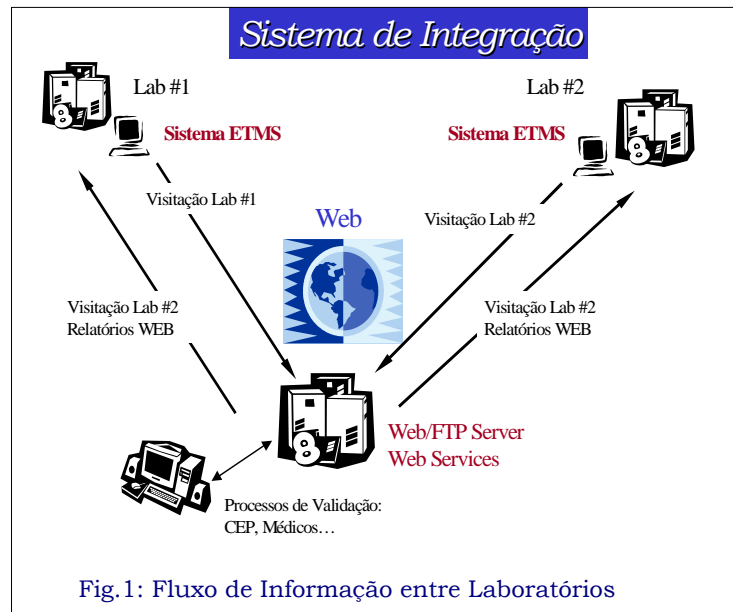 Sistema de Integração
Lab #1
Lab #2
Sistema ETMS
Sistema ETMS
Visitação Lab #1
Web
Visitação Lab #2
Visitação Lab #2
Relatórios WEB
Visitação Lab #2
Relatórios WEB
Web/FTP Server
Web Services
Processos de Validação:
CEP, Médicos…
Fig.1: Fluxo de Informação entre Laboratórios